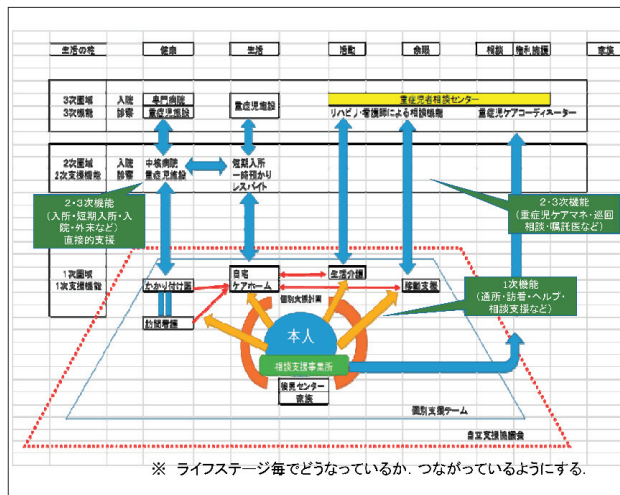 生活の核 健康 生活 活動 余暇 相談 権利擁護 家族
3次圏域 入院 専門病院 重症児施設 重症児者相談センター
3次機能 診察 重症児施設 リハビリ・看護師による相談機能 重症児ケアコーディネーター
2次圏域 入院 中核病院 短期入所
2次支援機能 診察 重症児施設 一時預かり
レスパイト
2・3次機能
(入所・短期入所・入
院・外来など)
直接的支援
2・3次機能
(重症児ケアマネ・巡回
相談・嘱託医など)
1次圏域 自宅 生活介護
1次支援機能 かかり付け医 ケアホーム 移動支援
1次機能
(通所・訪看・ヘルプ・
相談支援など)
個別支援計画
訪問看護
本人
相談支援事業所
後見センター
家族
個別支援チーム
自立支援協議会
※ ライフステージ毎でどうなっているか. つながっているようにする.